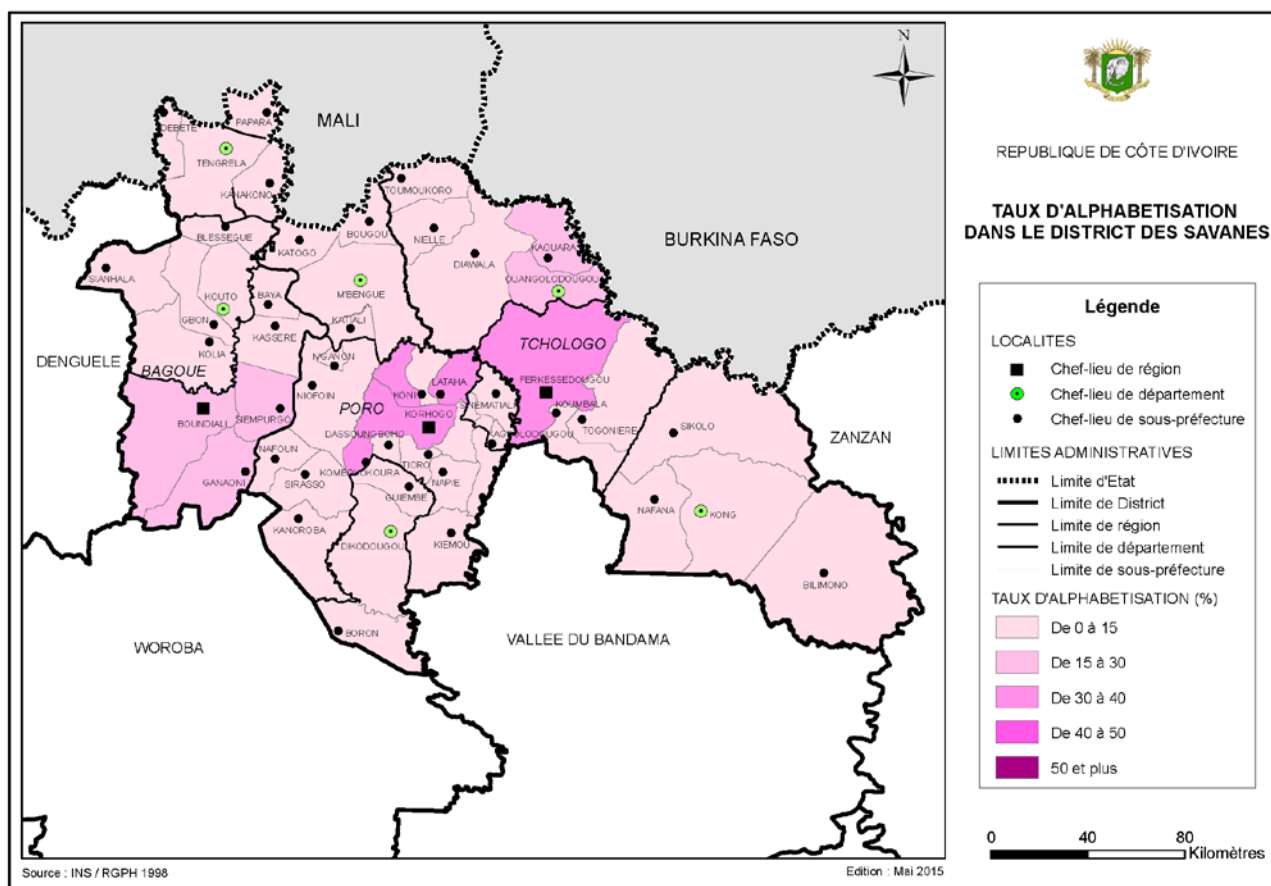 N
MALI
BURKINA FASO
DENGUELE
ZANZAN
WOROBA
VALLEE DU BANDAMA
BAGOUE
PORO
TCHOLOGO
DEBETE
PAPARA
TENGRELA
KANAKONO
TOUMOUKORO
BLESSEGUE
KATOGO
BOUGOU
NIELLE
DIAWALA
KAOUARA
OUANGOLODOUGOU
SIANHALA
KOUTO
BAYA
M'BENGUE
GBON
KASSERE
KATIALI
KOLIA
NGANON
NIOFOIN
KONI
LATAHA
SINEMATIALI
FERKESSEDOUGOU
KOUMBALA
TOGONIERE
BOUNDIALI
SIEMPURGO
KORHOGO
SIKOLO
NAFOUN
TIORO
GANAONI
SIRASSO
NAPIE
GUIEMBE
NAFANA
KONG
KANOROBA
DIKODOUGOU
KIEMOU
BILIMONO
BORON
Source : INS / RGPH 1998
Edition : Mai 2015
REPUBLIQUE DE CÔTE D'IVOIRE
TAUX D'ALPHABETISATION
DANS LE DISTRICT DES SAVANES
Légende
LOCALITES
Chef-lieu de région
Chef-lieu de département
Chef-lieu de sous-préfecture
LIMITES ADMINISTRATIVES
Limite d'Etat
Limite de District
Limite de région
Limite de département
Limite de sous-préfecture
TAUX D'ALPHABETISATION (%)
De 0 à 15
De 15 à 30
De 30 à 40
De 40 à 50
50 et plus
0 40 80
Kilomètres